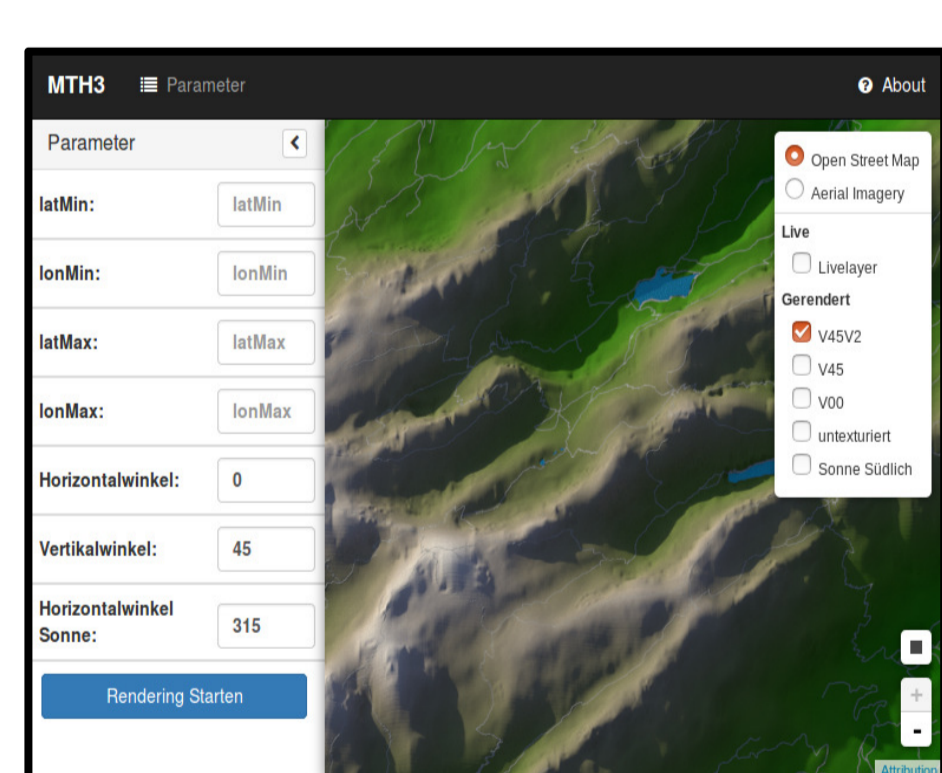 MTH3 Parameter About
Parameter
latMin: latMin
lonMin: lonMin
latMax: latMax
lonMax: lonMax
Horizontalwinkel: 0
Vertikalwinkel: 45
Horizontalwinkel
Sonne: 315
Rendering Starten
Open Street Map
Aerial Imagery
Live
Livelayer
Gerendert
V45V2
V45
V00
untexturiert
Sonne Südlich
+
-
Attribution